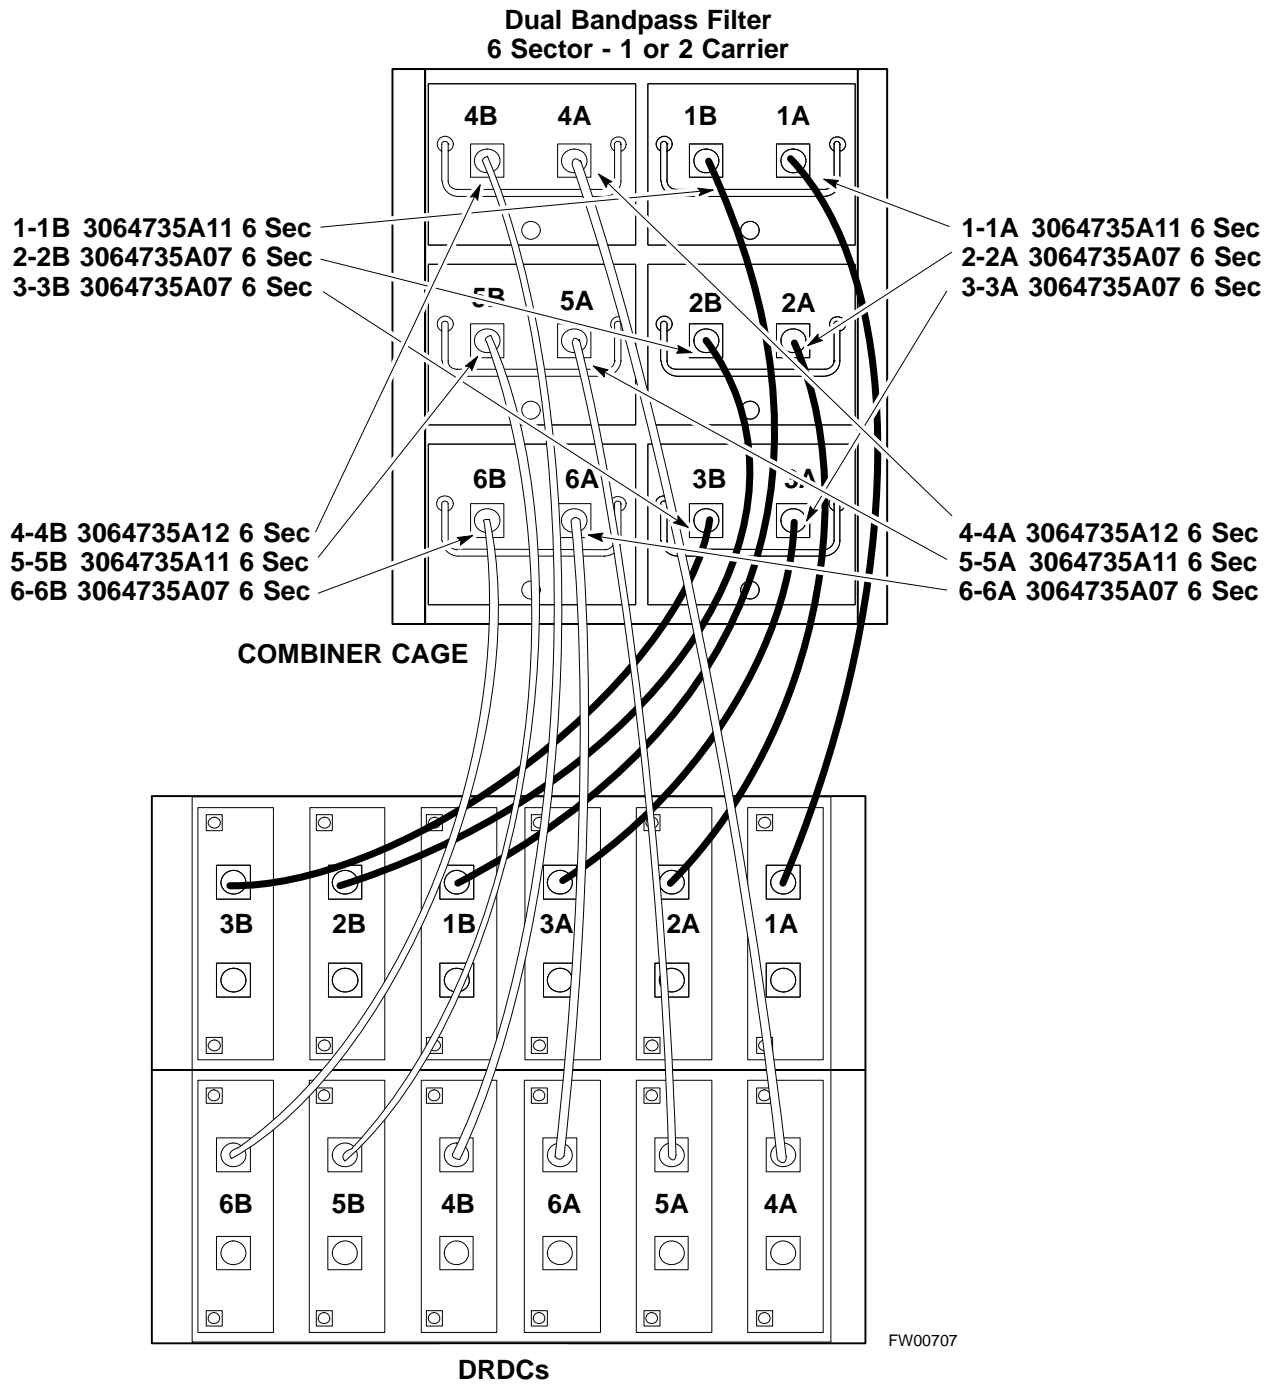 Dual Bandpass Filter
6 Sector - 1 or 2 Carrier
4B 4A 1B 1A
1-1B 3064735A11 6 Sec
2-2B 3064735A07 6 Sec
3-3B 3064735A07 6 Sec
1-1A 3064735A11 6 Sec
2-2A 3064735A07 6 Sec
3-3A 3064735A07 6 Sec
5B 5A 2B 2A
6B 6A 3B 3A
4-4B 3064735A12 6 Sec
5-5B 3064735A11 6 Sec
6-6B 3064735A07 6 Sec
4-4A 3064735A12 6 Sec
5-5A 3064735A11 6 Sec
6-6A 3064735A07 6 Sec
COMBINER CAGE
3B 2B 1B 3A 2A 1A
6B 5B 4B 6A 5A 4A
FW00707
DRDCs